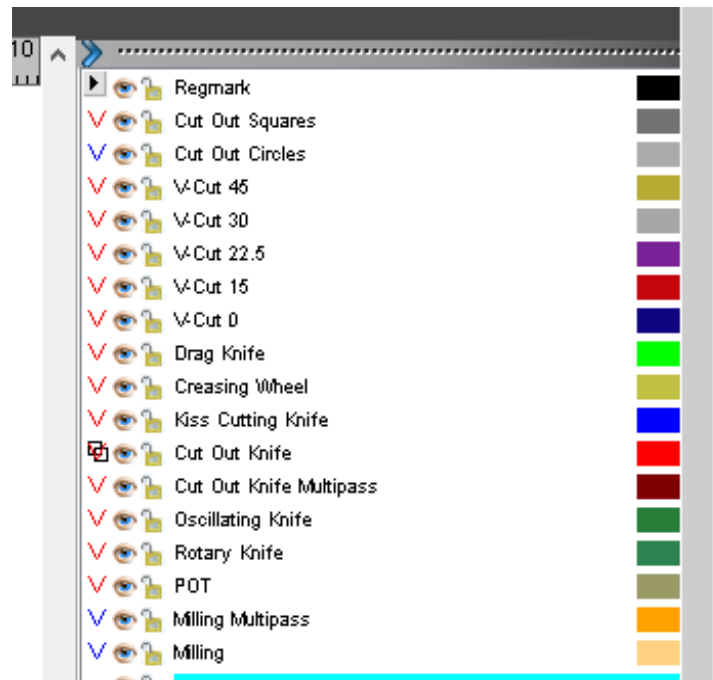 10
Regmark
Cut Out Squares
Cut Out Circles
V-Cut 45
V-Cut 30
V-Cut 22.5
V-Cut 15
V-Cut 0
Drag Knife
Creasing Wheel
Kiss Cutting Knife
Cut Out Knife
Cut Out Knife Multipass
Oscillating Knife
Rotary Knife
POT
Milling Multipass
Milling